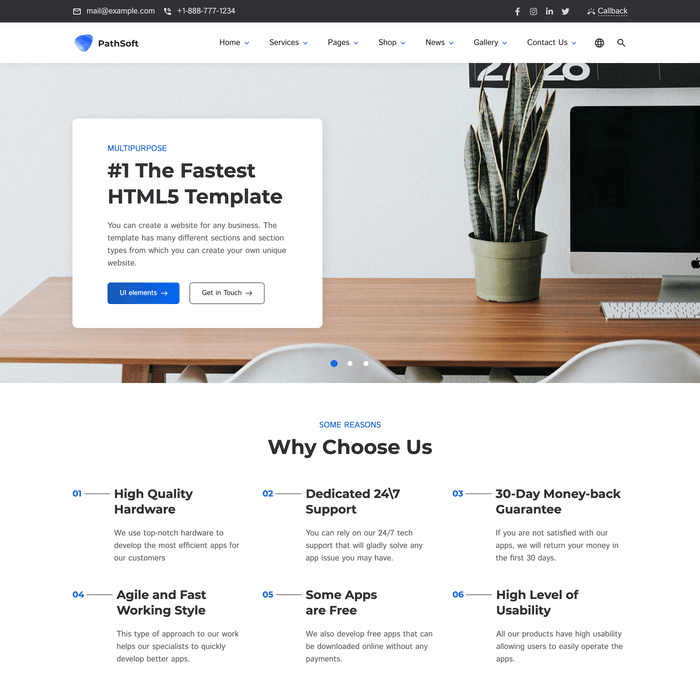 mail@example.com +1-888-777-1234 Callback
PathSoft Home Services Pages Shop News Gallery Contact Us
MULTIPURPOSE
#1 The Fastest
HTML5 Template
You can create a website for any business. The
template has many different sections and section
types from which you can create your own unique
website.
UI elements Get in Touch
SOME REASONS
Why Choose Us
01 High Quality
Hardware
We use top-notch hardware to
develop the most efficient apps for
our customers
02 Dedicated 24\7
Support
You can rely on our 24/7 tech
support that will gladly solve any
app issue you may have.
03 30-Day Money-back
Guarantee
If you are not satisfied with our
apps, we will return your money in
the first 30 days.
04 Agile and Fast
Working Style
This type of approach to our work
helps our specialists to quickly
develop better apps.
05 Some Apps
are Free
We also develop free apps that can
be downloaded online without any
payments.
06 High Level of
Usability
All our products have high usability
allowing users to easily operate the
apps.